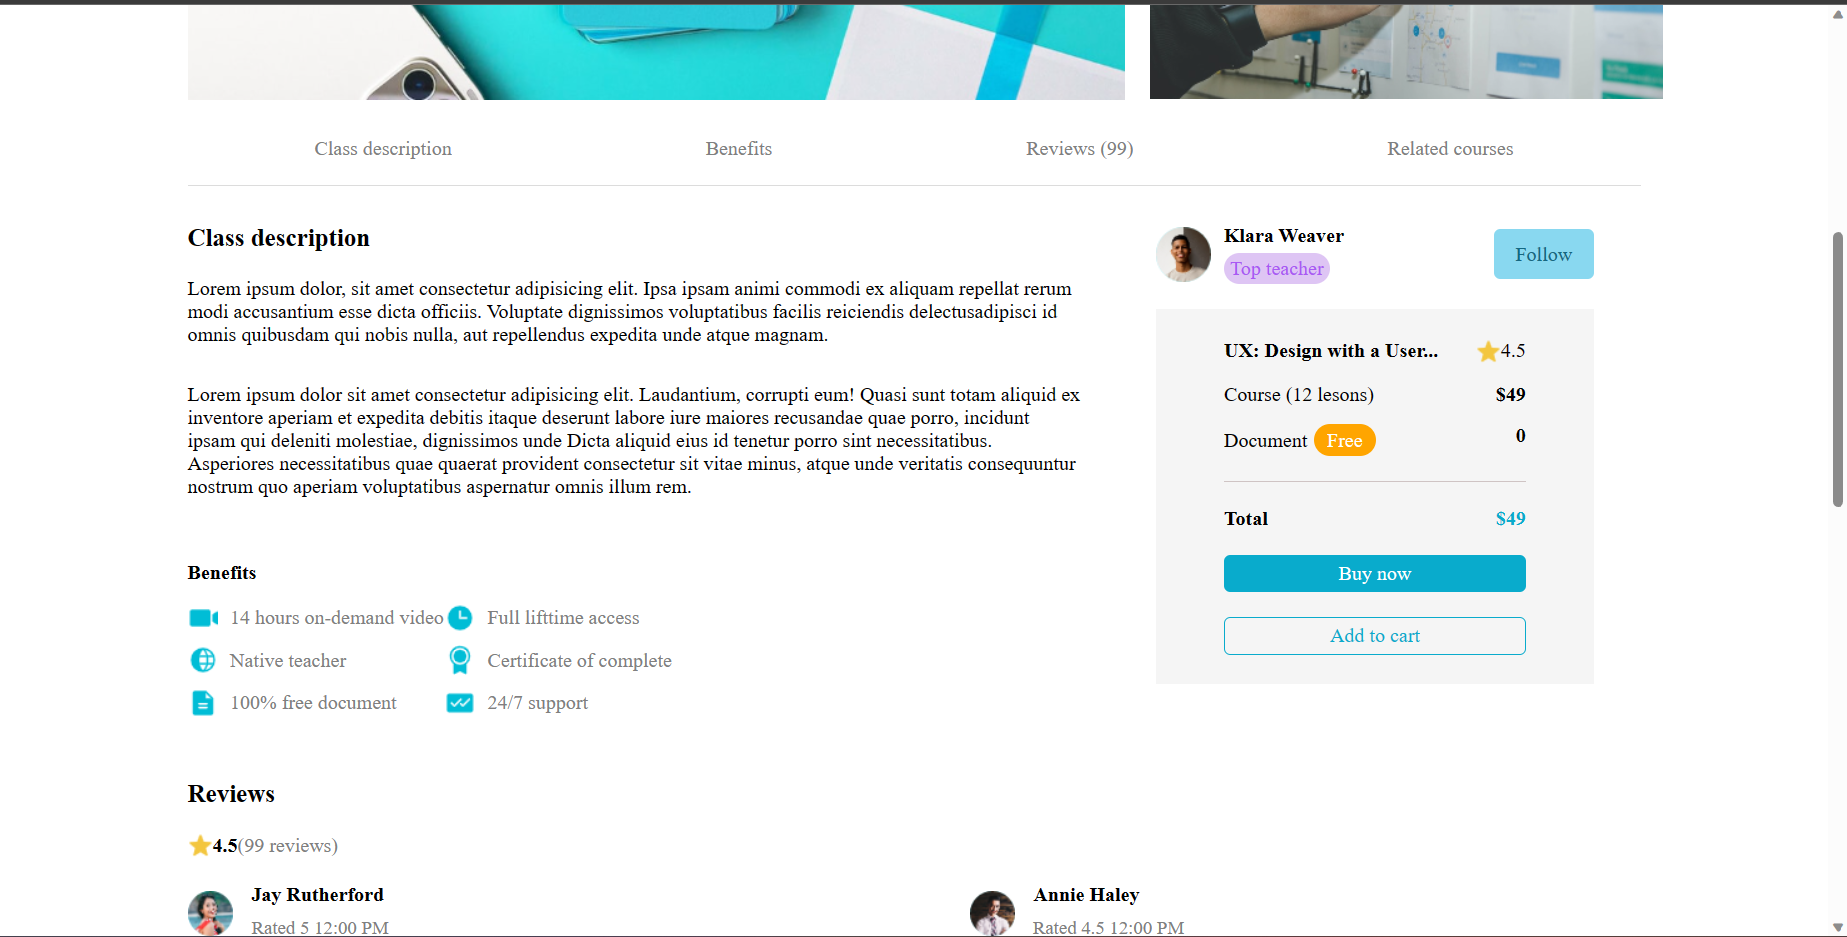 Class description
Benefits
Reviews (99)
Related courses
Class description
Lorem ipsum dolor, sit amet consectetur adipisicing elit. Ipsa ipsam animi commodi ex aliquam repellat rerum
modi accusantium esse dicta officiis. Voluptate dignissimos voluptatibus facilis reiciendis delectusadipisci id
omnis quibusdam qui nobis nulla, aut repellendus expedita unde atque magnam.
Lorem ipsum dolor sit amet consectetur adipisicing elit. Laudantium, corrupti eum! Quasi sunt totam aliquid ex
inventore aperiam et expedita debitis itaque deserunt labore iure maiores recusandae quae porro, incidunt
ipsam qui deleniti molestiae, dignissimos unde Dicta aliquid eius id tenetur porro sint necessitatibus.
Asperiores necessitatibus quae quaerat provident consectetur sit vitae minus, atque unde veritatis consequuntur
nostrum quo aperiam voluptatibus aspernatur omnis illum rem.
Benefits
14 hours on-demand video
Full lifttime access
Native teacher
Certificate of complete
100% free document
24/7 support
Klara Weaver
Top teacher
Follow
UX: Design with a User...
4.5
Course (12 lesons)
$49
Document Free
0
Total
$49
Buy now
Add to cart
Reviews
4.5(99 reviews)
Jay Rutherford
Rated 5 12:00 PM
Annie Haley
Rated 4.5 12:00 PM